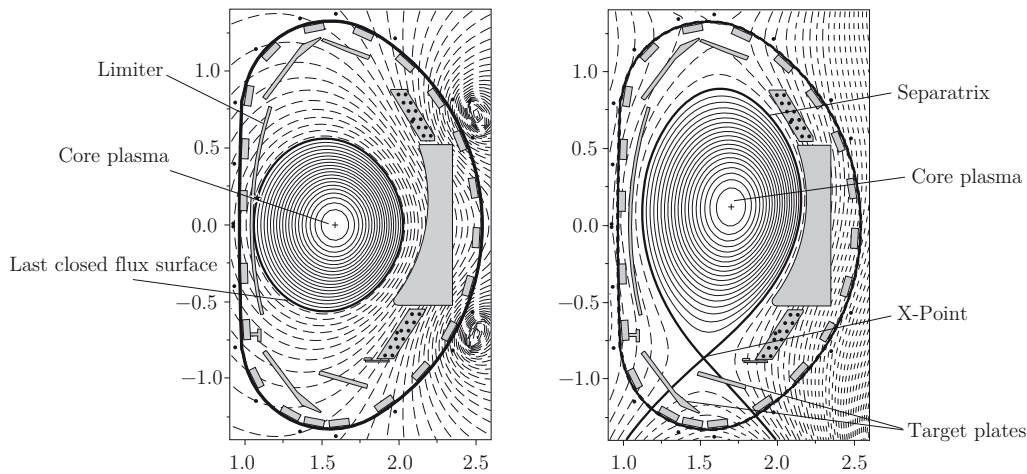 Limiter
Core plasma
Last closed flux surface
1.0
0.5
0.0
−0.5
−1.0
1.0 1.5 2.0 2.5
1.0
0.5
0.0
−0.5
−1.0
1.0 1.5 2.0 2.5
Separatrix
Core plasma
X-Point
Target plates